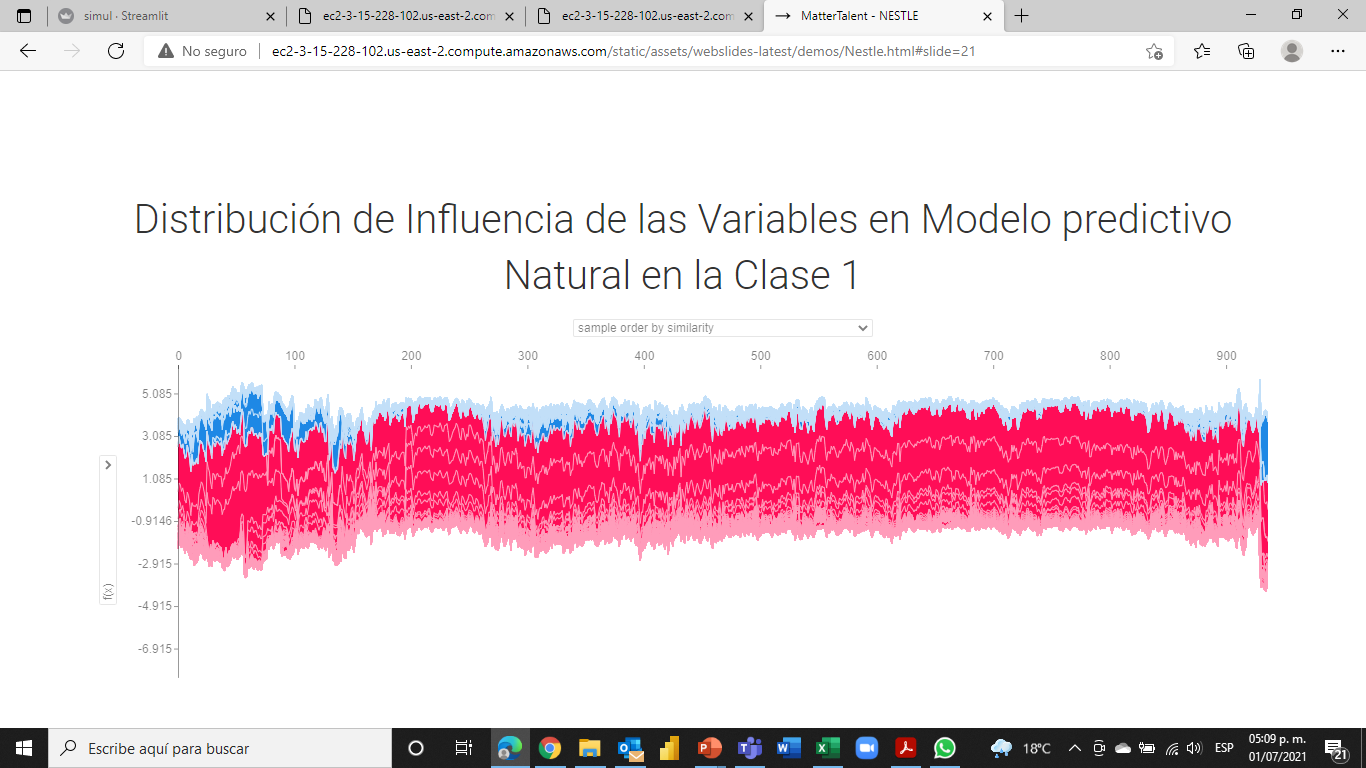 simul · Streamlit
ec2-3-15-228-102.us-east-2.com
ec2-3-15-228-102.us-east-2.com
MatterTalent - NESTLE
No seguro
ec2-3-15-228-102.us-east-2.compute.amazonaws.com/static/assets/webslides-latest/demos/Nestle.html#slide=21
Distribución de Influencia de las Variables en Modelo predictivo
Natural en la Clase 1
sample order by similarity
0 100 200 300 400 500 600 700 800 900
5.085
3.085
1.085
-0.9146
-2.915
-4.915
-6.915
f(x)
Escribe aquí para buscar
18°C
ESP
05:09 p. m.
01/07/2021
21